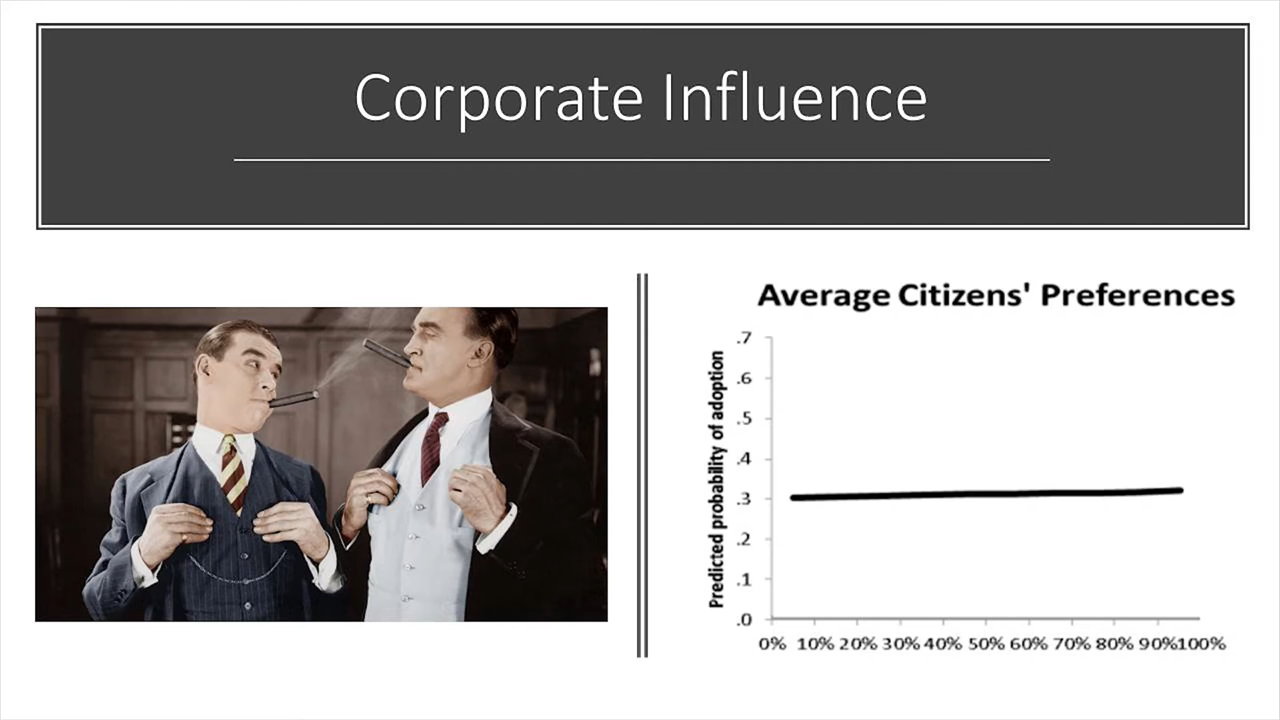 Corporate Influence
Average Citizens' Preferences
Predicted probability of adoption
.7
.6
.5
.4
.3
.2
.1
.0
0% 10% 20% 30% 40% 50% 60% 70% 80% 90%100%